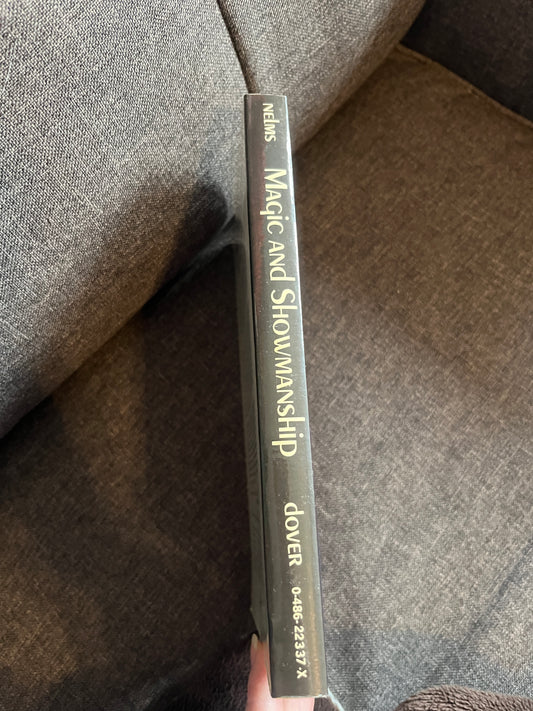 NELMS
MAGIC AND SHOWMANSHIP
DOVER
0-486-22337-X